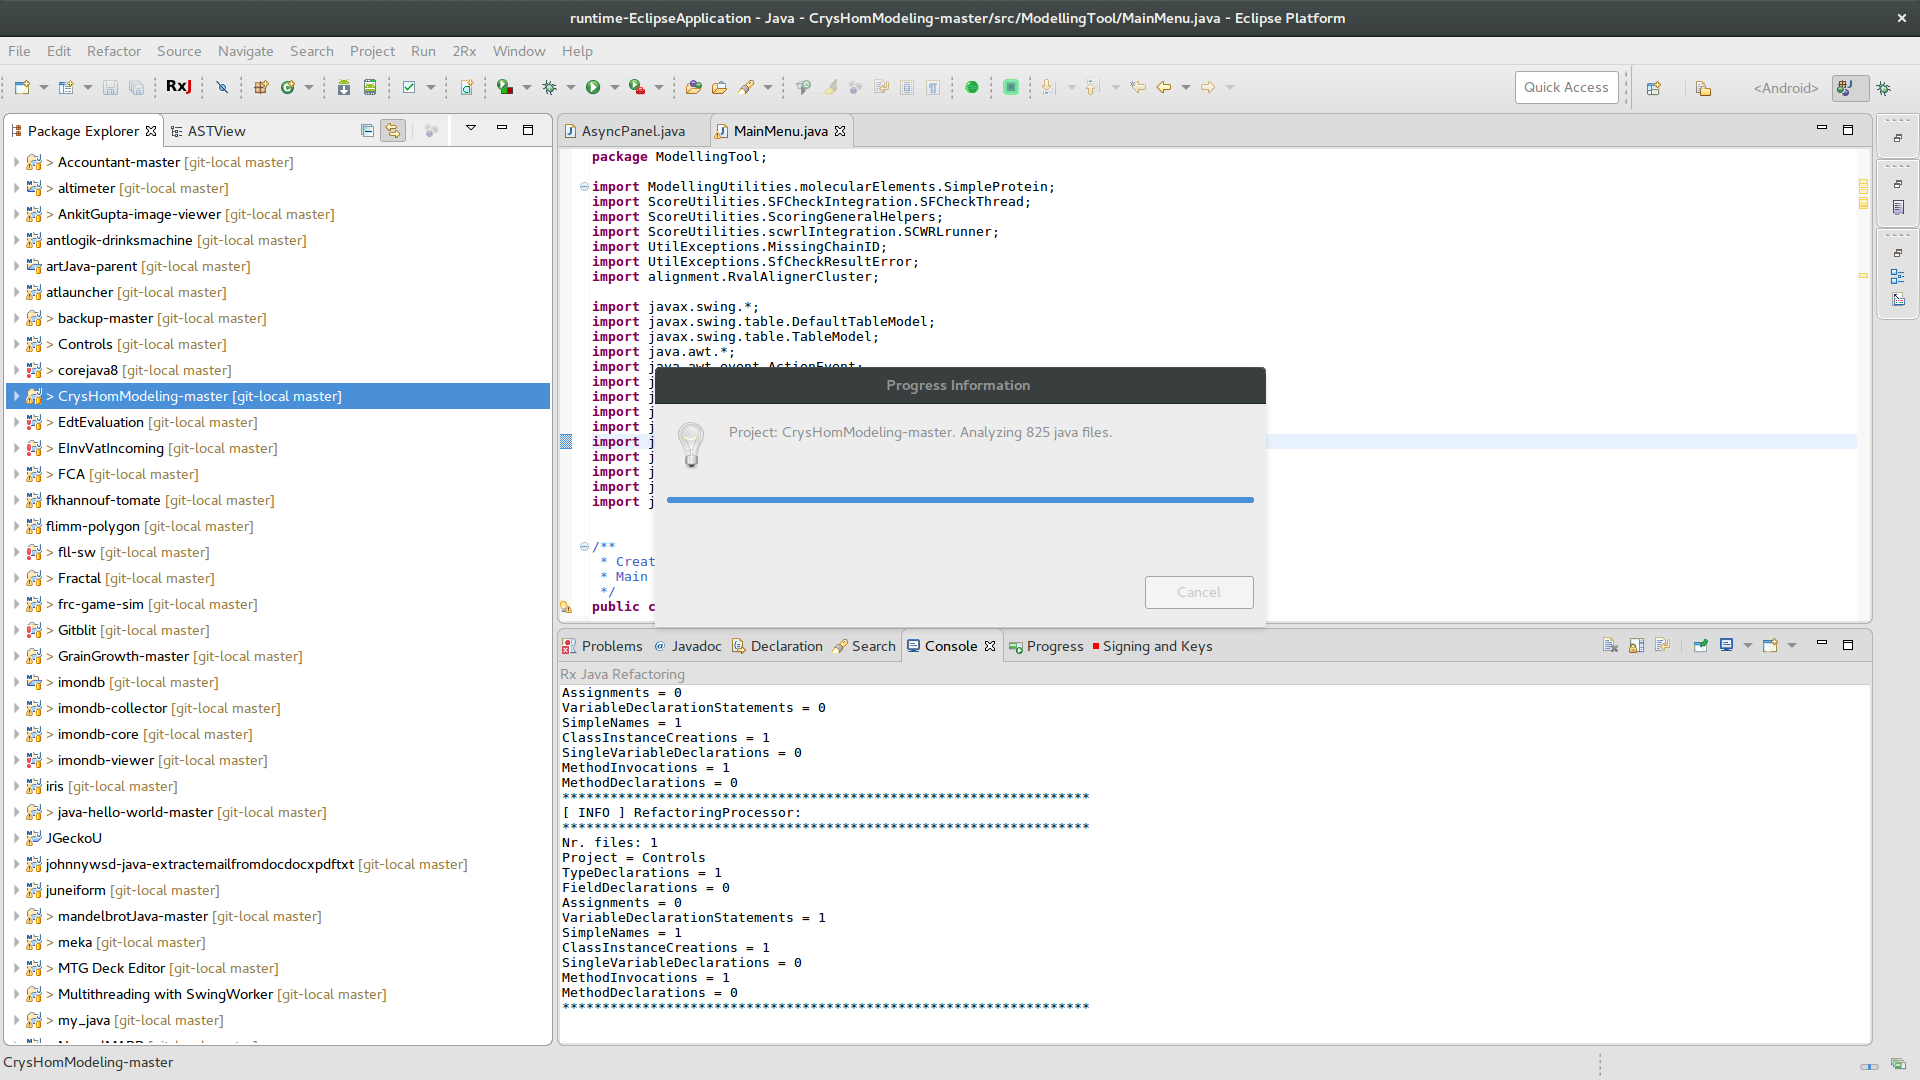 runtime-EclipseApplication - Java - CrysHomModeling-master/src/ModellingTool/MainMenu.java - Eclipse Platform
File Edit Refactor Source Navigate Search Project Run 2Rx Window Help
RxJ
Quick Access
<Android>
Package Explorer
ASTView
> Accountant-master [git-local master]
> altimeter [git-local master]
> AnkitGupta-image-viewer [git-local master]
antlogik-drinksmachine [git-local master]
artJava-parent [git-local master]
atlauncher [git-local master]
> backup-master [git-local master]
> Controls [git-local master]
> corejava8 [git-local master]
> CrysHomModeling-master [git-local master]
> EdtEvaluation [git-local master]
> EInvVatIncoming [git-local master]
> FCA [git-local master]
fkhannouf-tomate [git-local master]
flimm-polygon [git-local master]
> fll-sw [git-local master]
> Fractal [git-local master]
> frc-game-sim [git-local master]
> Gitblit [git-local master]
> GrainGrowth-master [git-local master]
> imondb [git-local master]
> imondb-collector [git-local master]
> imondb-core [git-local master]
> imondb-viewer [git-local master]
iris [git-local master]
> java-hello-world-master [git-local master]
JGeckoU
johnnywsd-java-extractemailfromdocdocxpdftxt [git-local master]
juneiform [git-local master]
> mandelbrotJava-master [git-local master]
> meka [git-local master]
> MTG Deck Editor [git-local master]
> Multithreading with SwingWorker [git-local master]
> my_java [git-local master]
AsyncPanel.java
MainMenu.java
package ModellingTool;
import ModellingUtilities.molecularElements.SimpleProtein;
import ScoreUtilities.SFCheckIntegration.SFCheckThread;
import ScoreUtilities.ScoringGeneralHelpers;
import ScoreUtilities.scwrlIntegration.SCWRLrunner;
import UtilExceptions.MissingChainID;
import UtilExceptions.SfCheckResultError;
import alignment.RvalAlignerCluster;
import javax.swing.*;
import javax.swing.table.DefaultTableModel;
import javax.swing.table.TableModel;
import java.awt.*;
import java.awt.event.ActionEvent;
import j
import j
import j
import j
import j
import j
import j
import j
import j
/**
* Creat
* Main
*/
public c
Progress Information
Project: CrysHomModeling-master. Analyzing 825 java files.
Cancel
Problems
@ Javadoc
Declaration
Search
Console
Progress
Signing and Keys
Rx Java Refactoring
Assignments = 0
VariableDeclarationStatements = 0
SimpleNames = 1
ClassInstanceCreations = 1
SingleVariableDeclarations = 0
MethodInvocations = 1
MethodDeclarations = 0
******************************************************************
[ INFO ] RefactoringProcessor:
******************************************************************
Nr. files: 1
Project = Controls
TypeDeclarations = 1
FieldDeclarations = 0
Assignments = 0
VariableDeclarationStatements = 1
SimpleNames = 1
ClassInstanceCreations = 1
SingleVariableDeclarations = 0
MethodInvocations = 1
MethodDeclarations = 0
******************************************************************
CrysHomModeling-master